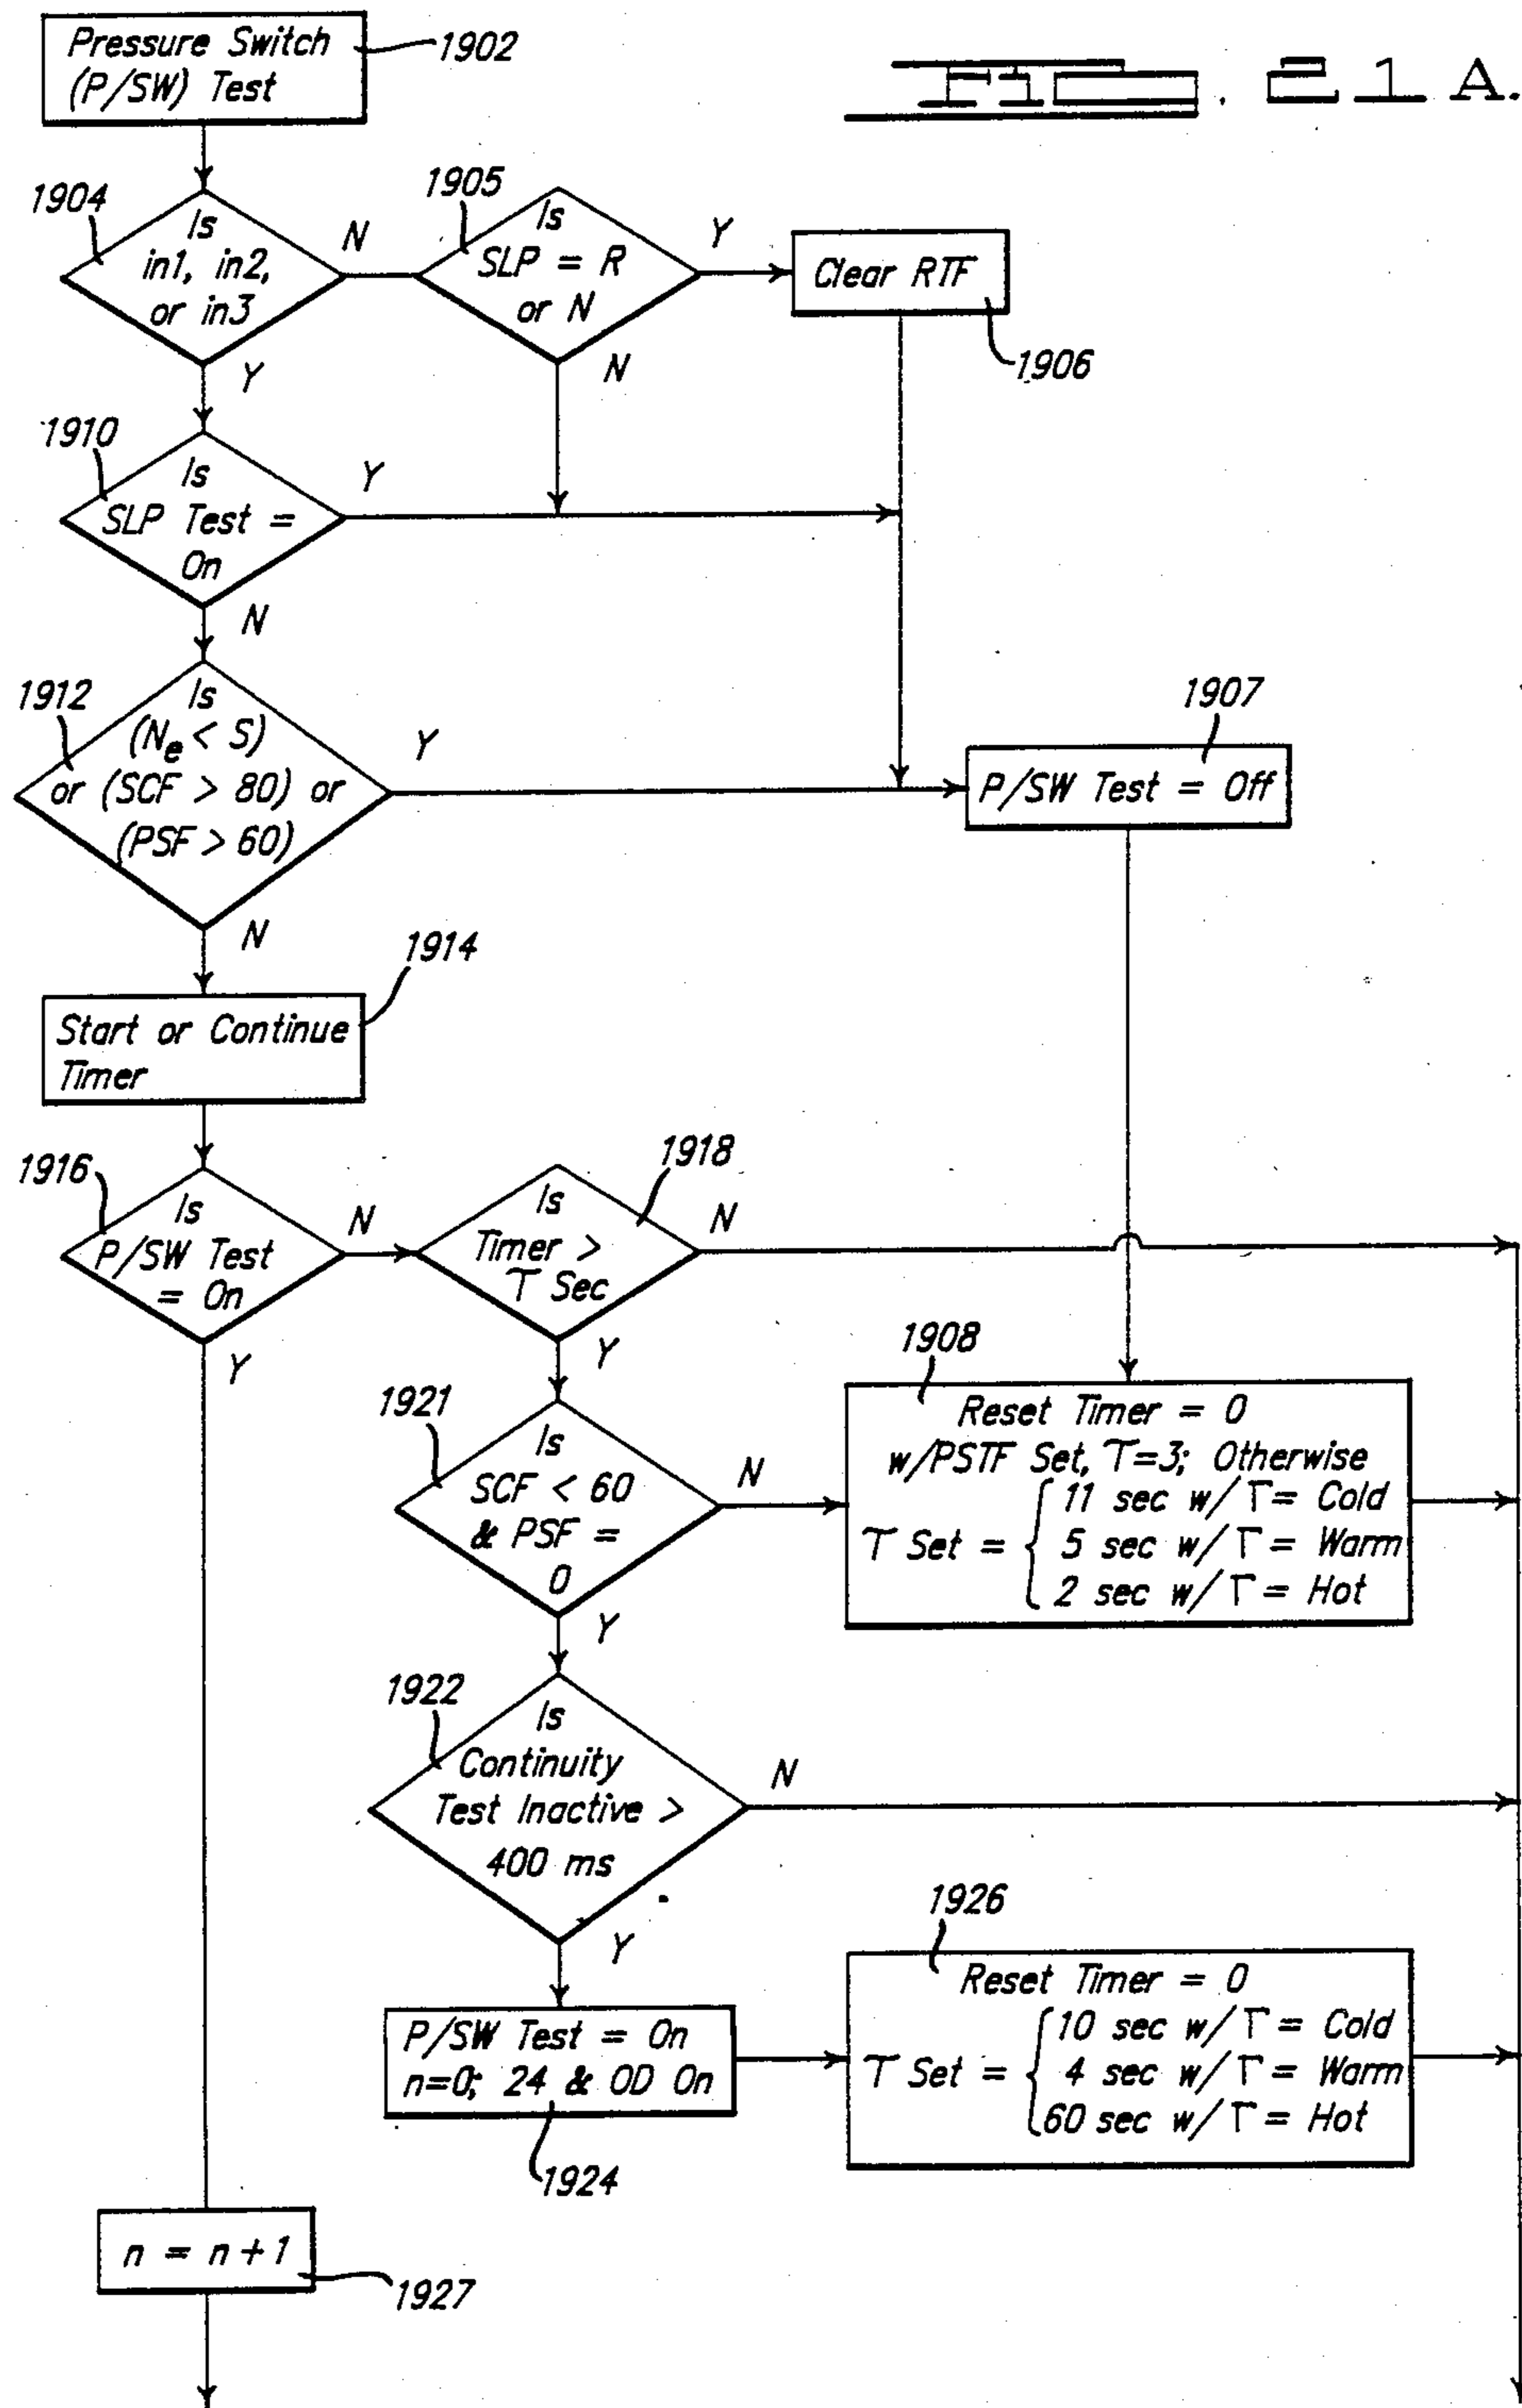 Pressure Switch
(P/SW) Test
1902
FIG. 21A.
1904
Is
in1, in2,
or in3
N
Y
1905
Is
SLP = R
or N
Y
N
Clear RTF
1906
1910
Is
SLP Test =
On
Y
N
1912
Is
(Ne < S)
or (SCF > 80) or
(PSF > 60)
Y
N
1907
P/SW Test = Off
1914
Start or Continue
Timer
1916
Is
P/SW Test
= On
N
Y
1918
Is
Timer >
T Sec
N
Y
1908
Reset Timer = 0
w/PSTF Set, T=3; Otherwise
T Set =
11 sec w/ Γ = Cold
5 sec w/ Γ = Warm
2 sec w/ Γ = Hot
1921
Is
SCF < 60
& PSF =
0
N
Y
1922
Is
Continuity
Test Inactive >
400 ms
N
Y
P/SW Test = On
n=0; 24 & OD On
1924
1926
Reset Timer = 0
T Set =
10 sec w/ Γ = Cold
4 sec w/ Γ = Warm
60 sec w/ Γ = Hot
n = n+1
1927